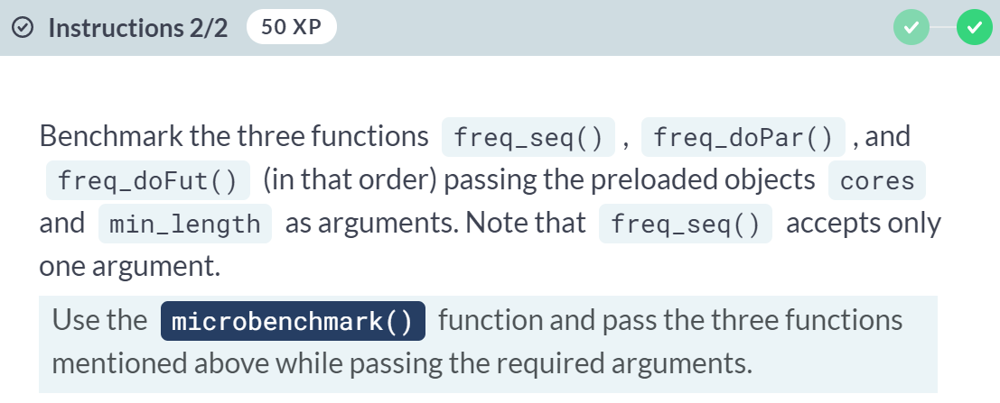 Instructions 2/2 50 XP
Benchmark the three functions freq_seq() , freq_doPar() , and
freq_doFut() (in that order) passing the preloaded objects cores
and min_length as arguments. Note that freq_seq() accepts only
one argument.
Use the microbenchmark() function and pass the three functions
mentioned above while passing the required arguments.